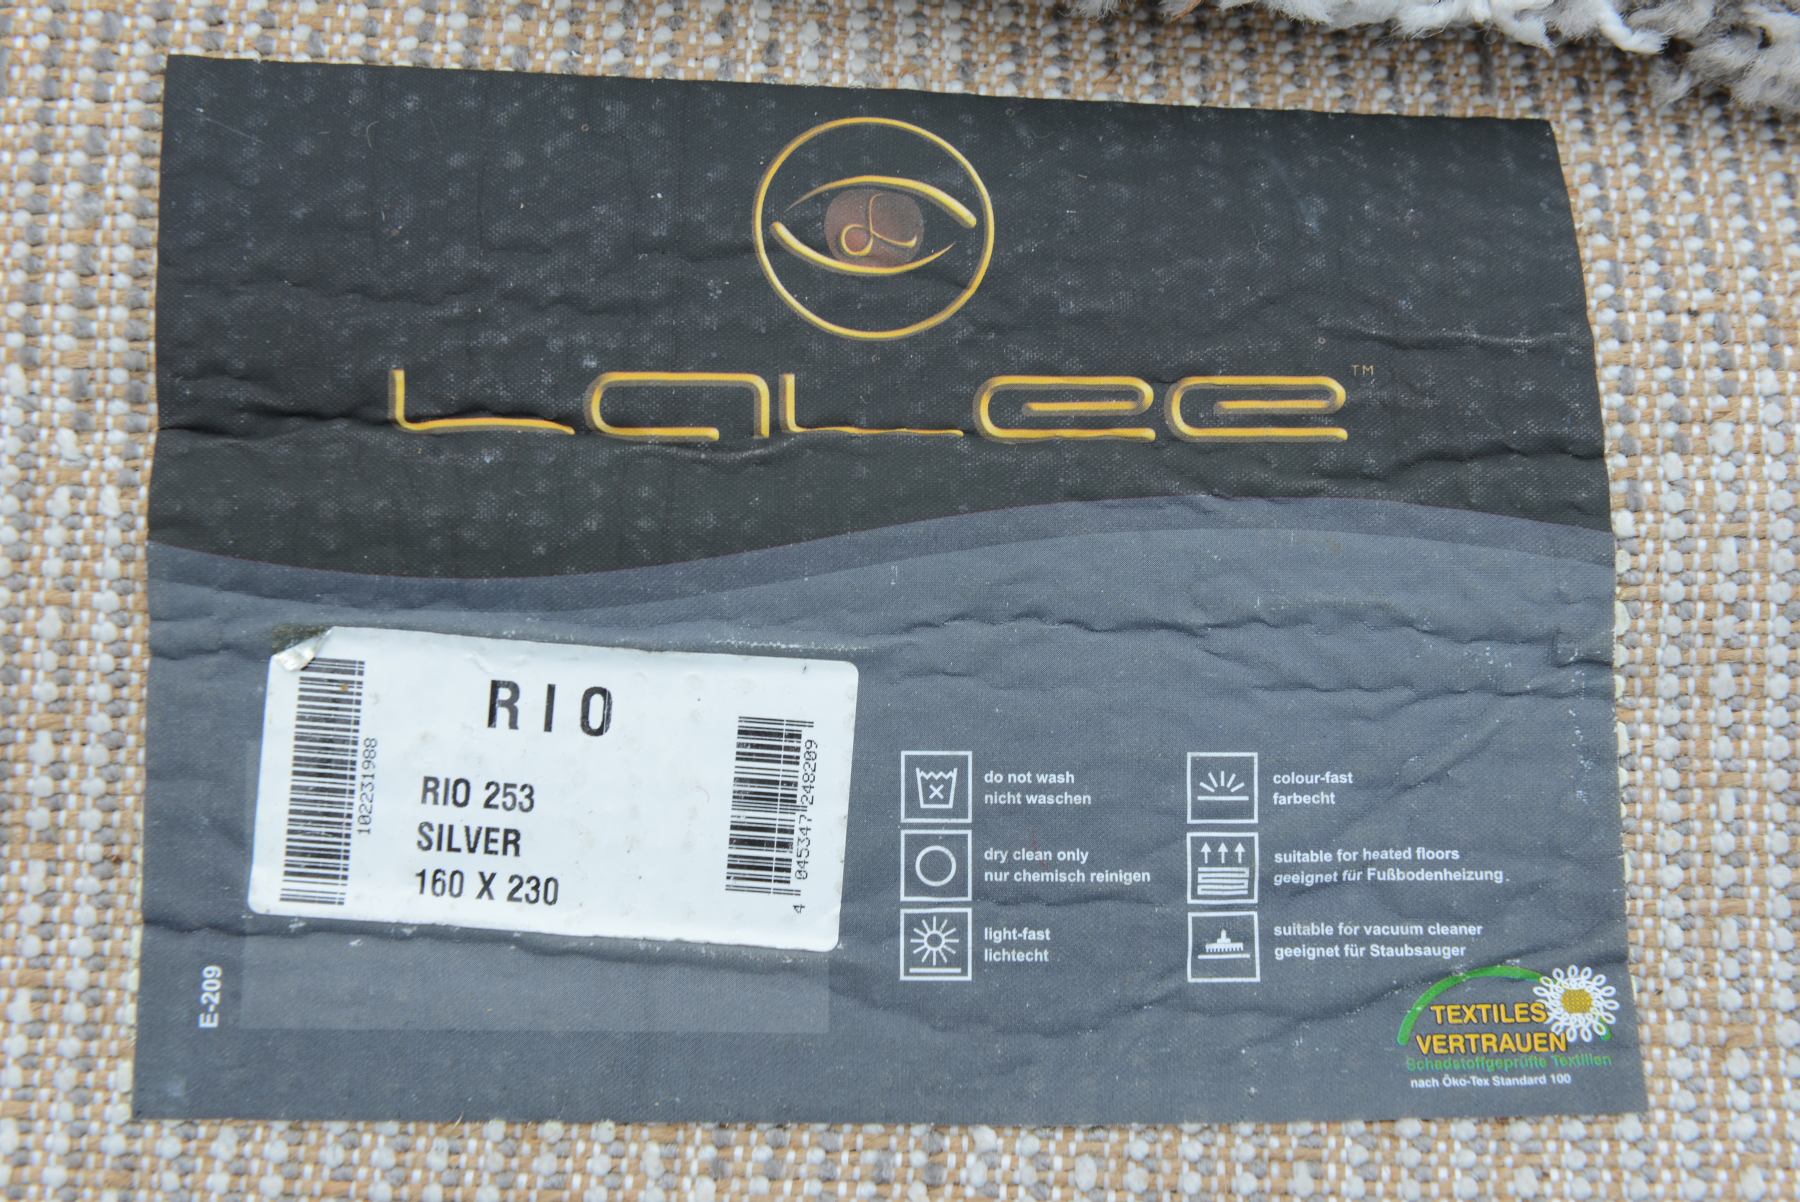 LaLee™
RIO
RIO 253
SILVER
160 X 230
102231988
4 045347 248209
do not wash
nicht waschen
dry clean only
nur chemisch reinigen
light-fast
lichtecht
colour-fast
farbecht
suitable for heated floors
geeignet für Fußbodenheizung.
suitable for vacuum cleaner
geeignet für Staubsauger
E-209
TEXTILES
VERTRAUEN
Schadstoffgeprüfte Textilien
nach Öko-Tex Standard 100